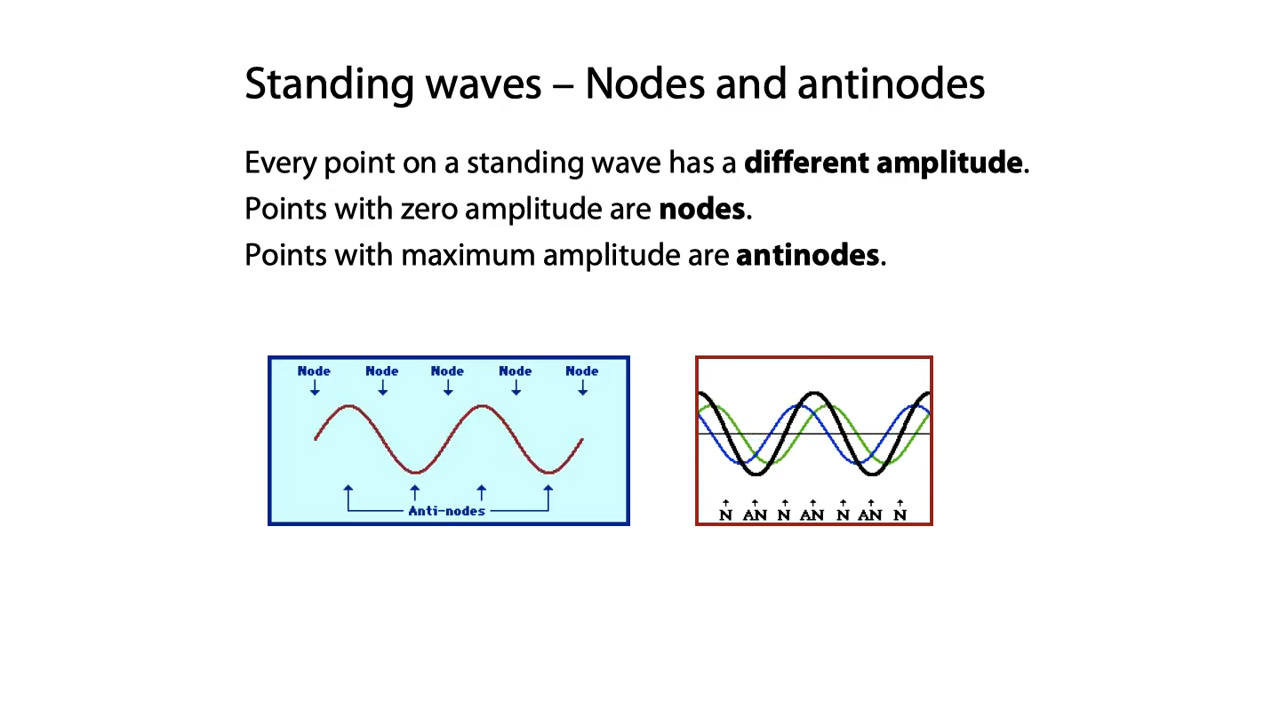 Standing waves – Nodes and antinodes
Every point on a standing wave has a different amplitude.
Points with zero amplitude are nodes.
Points with maximum amplitude are antinodes.
Node Node Node Node Node
Anti-nodes
N AN N AN N AN N